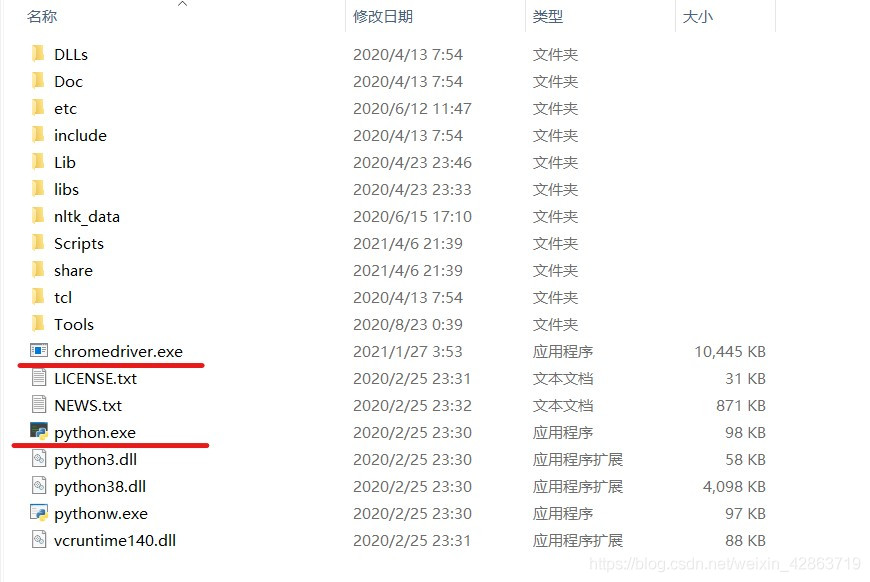 名称 修改日期 类型 大小
DLLs 2020/4/13 7:54 文件夹
Doc 2020/4/13 7:54 文件夹
etc 2020/6/12 11:47 文件夹
include 2020/4/13 7:54 文件夹
Lib 2020/4/23 23:46 文件夹
libs 2020/4/23 23:33 文件夹
nltk_data 2020/6/15 17:10 文件夹
Scripts 2021/4/6 21:39 文件夹
share 2021/4/6 21:39 文件夹
tcl 2020/4/13 7:54 文件夹
Tools 2020/8/23 0:39 文件夹
chromedriver.exe 2021/1/27 3:53 应用程序 10,445 KB
LICENSE.txt 2020/2/25 23:31 文本文档 31 KB
NEWS.txt 2020/2/25 23:32 文本文档 871 KB
python.exe 2020/2/25 23:30 应用程序 98 KB
python3.dll 2020/2/25 23:30 应用程序扩展 58 KB
python38.dll 2020/2/25 23:30 应用程序扩展 4,098 KB
pythonw.exe 2020/2/25 23:30 应用程序 97 KB
vcruntime140.dll 2020/2/25 23:31 应用程序扩展 88 KB
https://blog.csdn.net/weixin_42863719